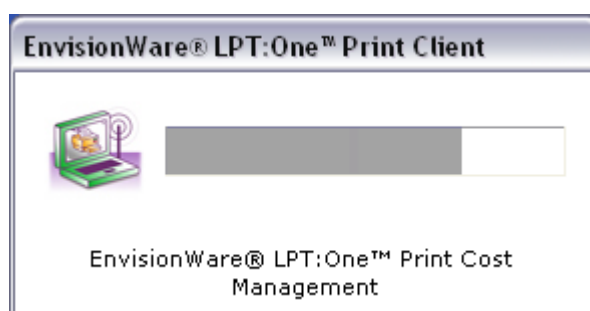 EnvisionWare® LPT:One™ Print Client
EnvisionWare® LPT:One™ Print Cost
Management